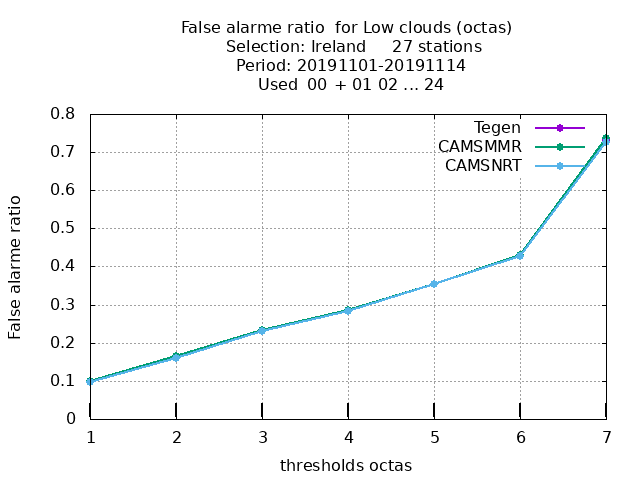 False alarme ratio  for Low clouds (octas)
Selection: Ireland     27 stations
Period: 20191101-20191114
Used  00 + 01 02 ... 24
Tegen
CAMSMMR
CAMSNRT
False alarme ratio
0.8
0.7
0.6
0.5
0.4
0.3
0.2
0.1
0
1 2 3 4 5 6 7
thresholds octas